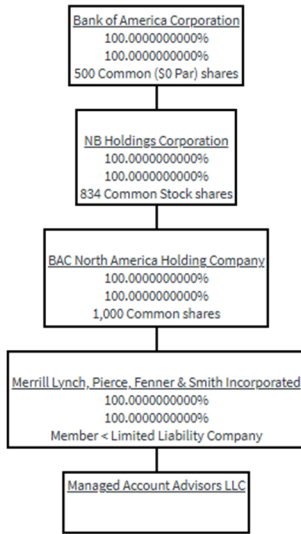 Bank of America Corporation
100.0000000000%
100.0000000000%
500 Common ($0 Par) shares
NB Holdings Corporation
100.0000000000%
100.0000000000%
834 Common Stock shares
BAC North America Holding Company
100.0000000000%
100.0000000000%
1,000 Common shares
Merrill Lynch, Pierce, Fenner & Smith Incorporated
100.0000000000%
100.0000000000%
Member < Limited Liability Company
Managed Account Advisors LLC